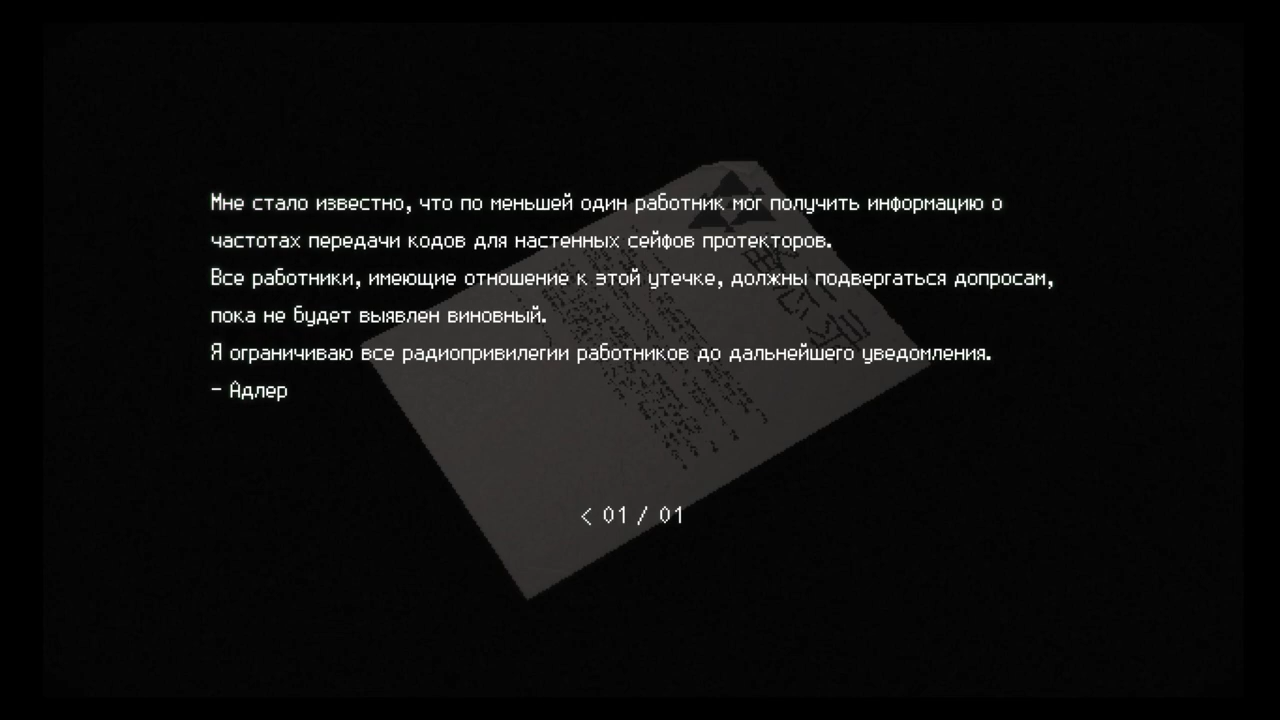 Мне стало известно, что по меньшей один работник мог получить информацию о
частотах передачи кодов для настенных сейфов протекторов.
Все работники, имеющие отношение к этой утечке, должны подвергаться допросам,
пока не будет выявлен виновный.
Я ограничиваю все радиопривилегии работников до дальнейшего уведомления.
- Адлер
< 01 / 01